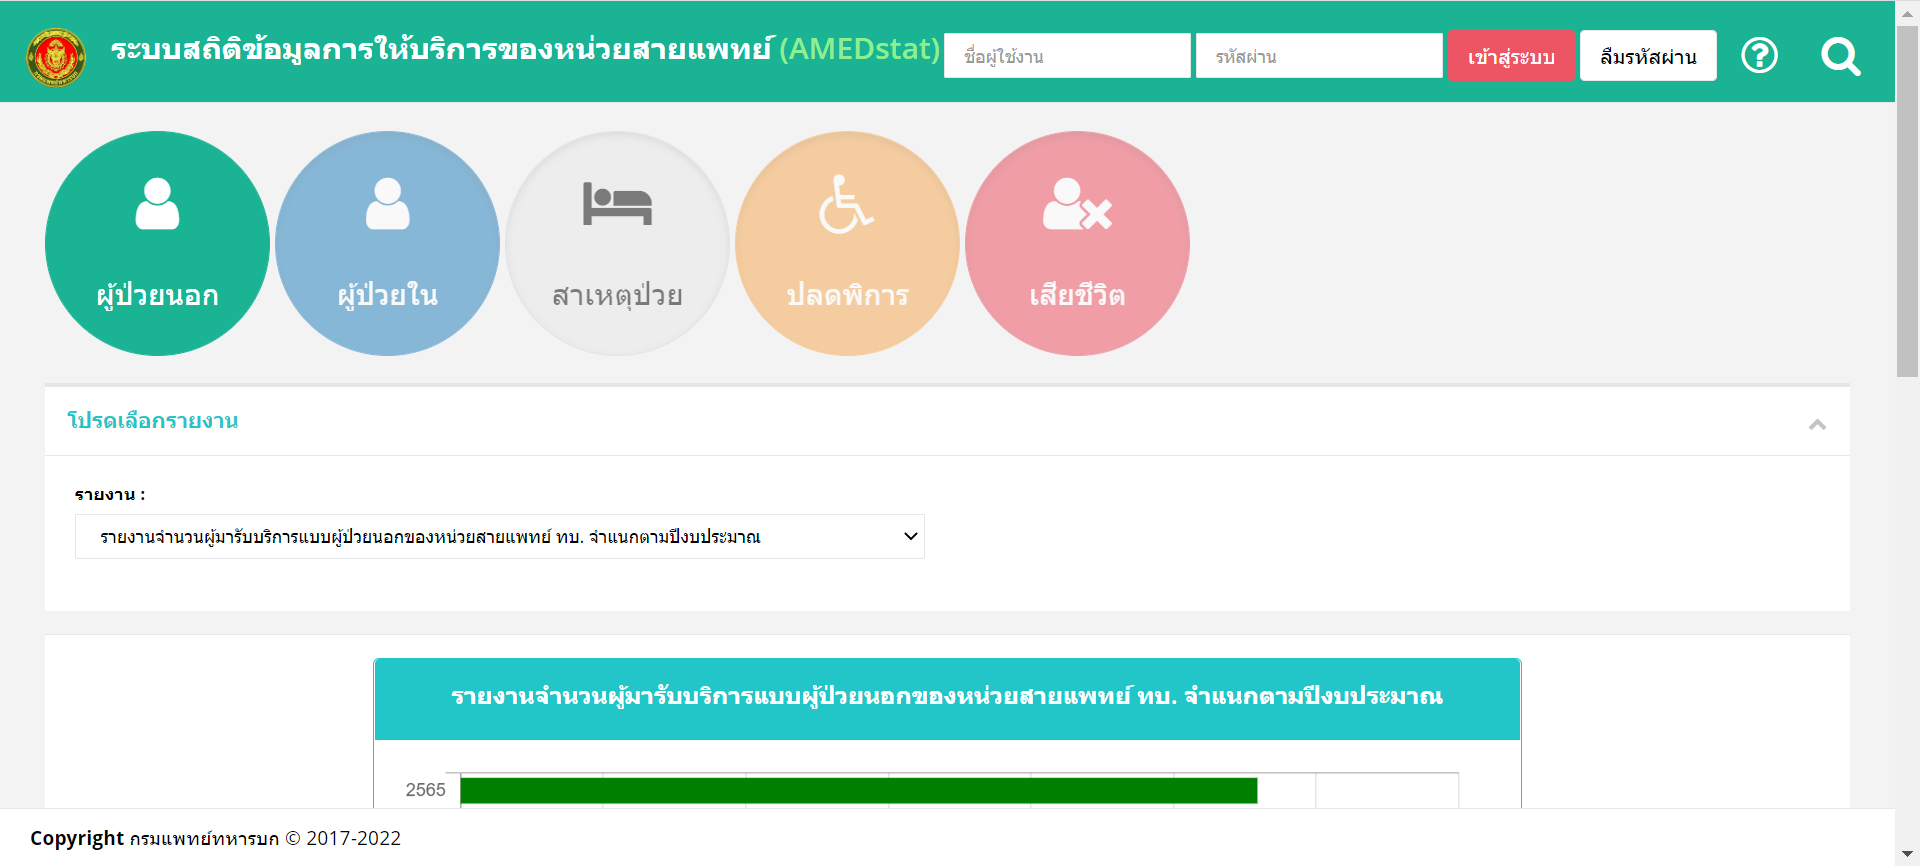 ระบบสถิติข้อมูลการให้บริการของหน่วยสายแพทย์ (AMEDstat)
ชื่อผู้ใช้งาน
รหัสผ่าน
เข้าสู่ระบบ
ลืมรหัสผ่าน
ผู้ป่วยนอก
ผู้ป่วยใน
สาเหตุป่วย
ปลดพิการ
เสียชีวิต
โปรดเลือกรายงาน
รายงาน :
รายงานจำนวนผู้มารับบริการแบบผู้ป่วยนอกของหน่วยสายแพทย์ ทบ. จำแนกตามปีงบประมาณ
รายงานจำนวนผู้มารับบริการแบบผู้ป่วยนอกของหน่วยสายแพทย์ ทบ. จำแนกตามปีงบประมาณ
2565
Copyright กรมแพทย์ทหารบก © 2017-2022